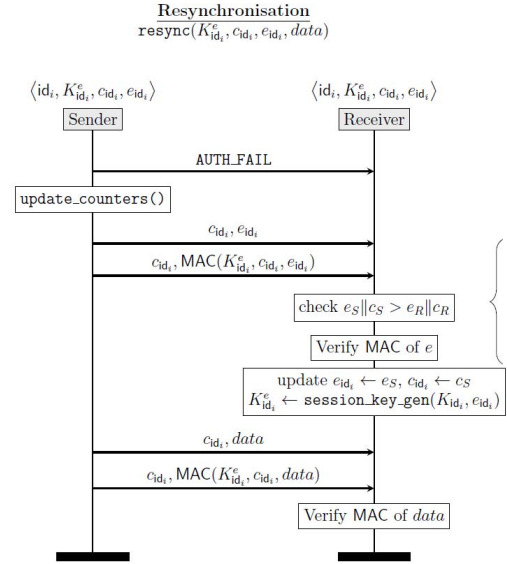 Resynchronisation
resync(K^e_{id_i}, c_{id_i}, e_{id_i}, data)
⟨id_i, K^e_{id_i}, c_{id_i}, e_{id_i}⟩
⟨id_i, K^e_{id_i}, c_{id_i}, e_{id_i}⟩
Sender
Receiver
AUTH_FAIL
update_counters()
c_{id_i}, e_{id_i}
c_{id_i}, MAC(K^e_{id_i}, c_{id_i}, e_{id_i})
check e_S‖c_S > e_R‖c_R
Verify MAC of e
update e_{id_i} ← e_S, c_{id_i} ← c_S
K^e_{id_i} ← session_key_gen(K_{id_i}, e_{id_i})
c_{id_i}, data
c_{id_i}, MAC(K^e_{id_i}, c_{id_i}, data)
Verify MAC of data